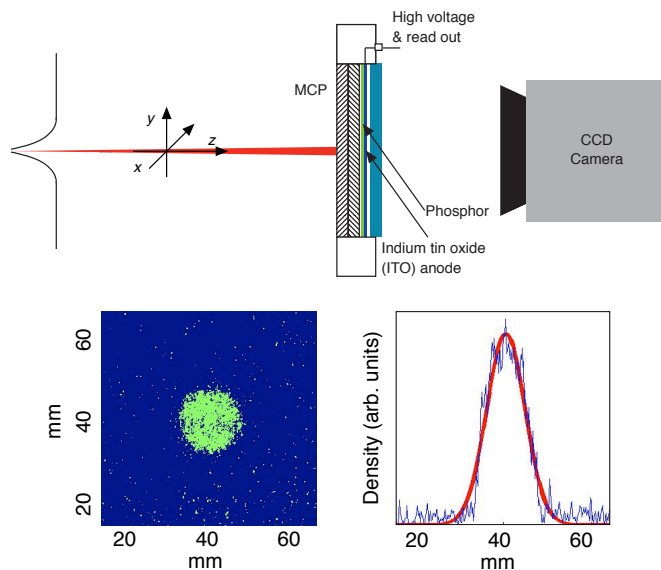 High voltage
& read out
MCP
y
z
x
CCD
Camera
Phosphor
Indium tin oxide
(ITO) anode
60
40
20
mm
20 40 60
mm
Density (arb. units)
20 40 60
mm